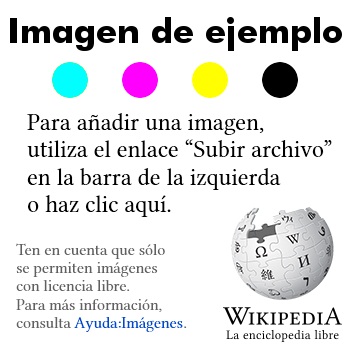 Imagen de ejemplo
Para añadir una imagen,
utiliza el enlace “Subir archivo”
en la barra de la izquierda
o haz clic aquí.
Ten en cuenta que sólo
se permiten imágenes
con licencia libre.
Para más información,
consulta Ayuda:Imágenes.
Ω W И
維 7
WIKIPEDIA
La enciclopedia libre